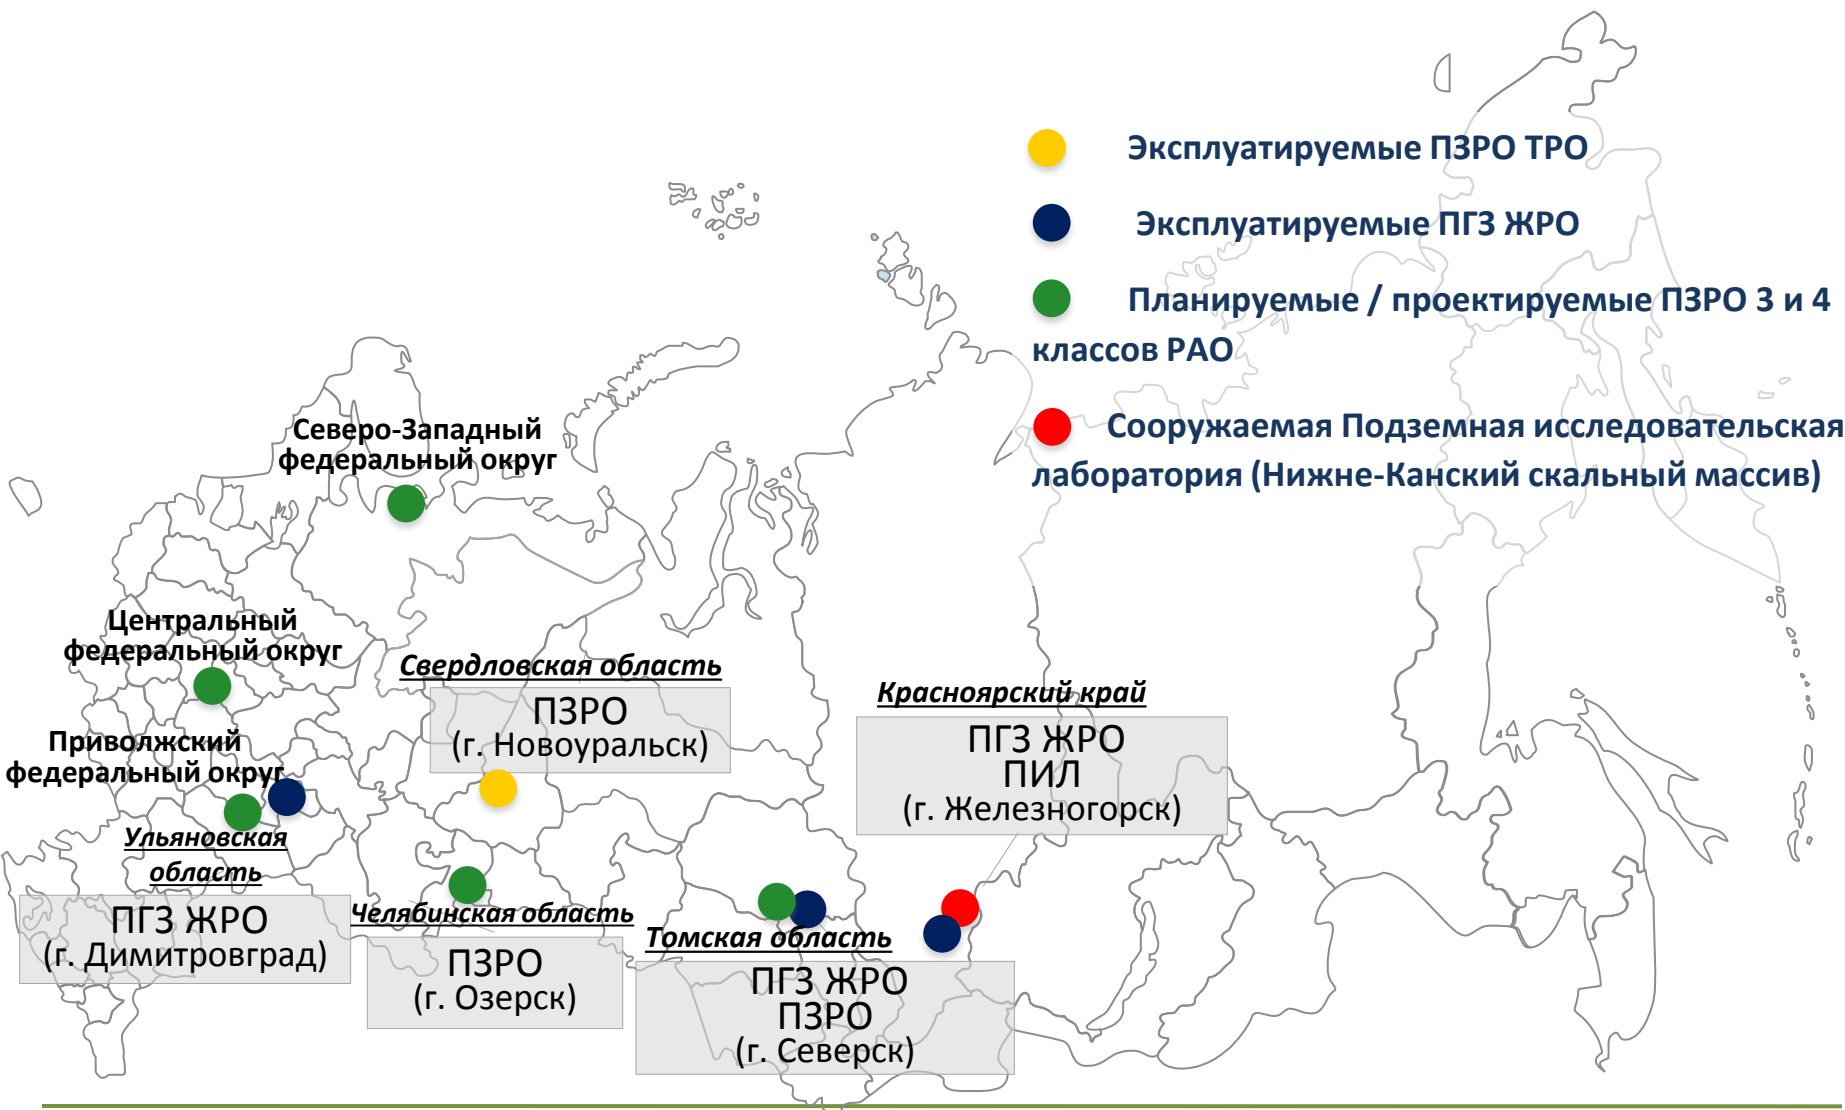 Эксплуатируемые ПЗРО ТРО
Эксплуатируемые ПГЗ ЖРО
Планируемые / проектируемые ПЗРО 3 и 4
классов РАО
Сооружаемая Подземная исследовательская
лаборатория (Нижне-Канский скальный массив)
Северо-Западный
федеральный округ
Центральный
федеральный округ
Свердловская область
ПЗРО
(г. Новоуральск)
Красноярский край
ПГЗ ЖРО
ПИЛ
(г. Железногорск)
Приволжский
федеральный округ
Ульяновская
область
ПГЗ ЖРО
(г. Димитровград)
Челябинская область
ПЗРО
(г. Озерск)
Томская область
ПГЗ ЖРО
ПЗРО
(г. Северск)